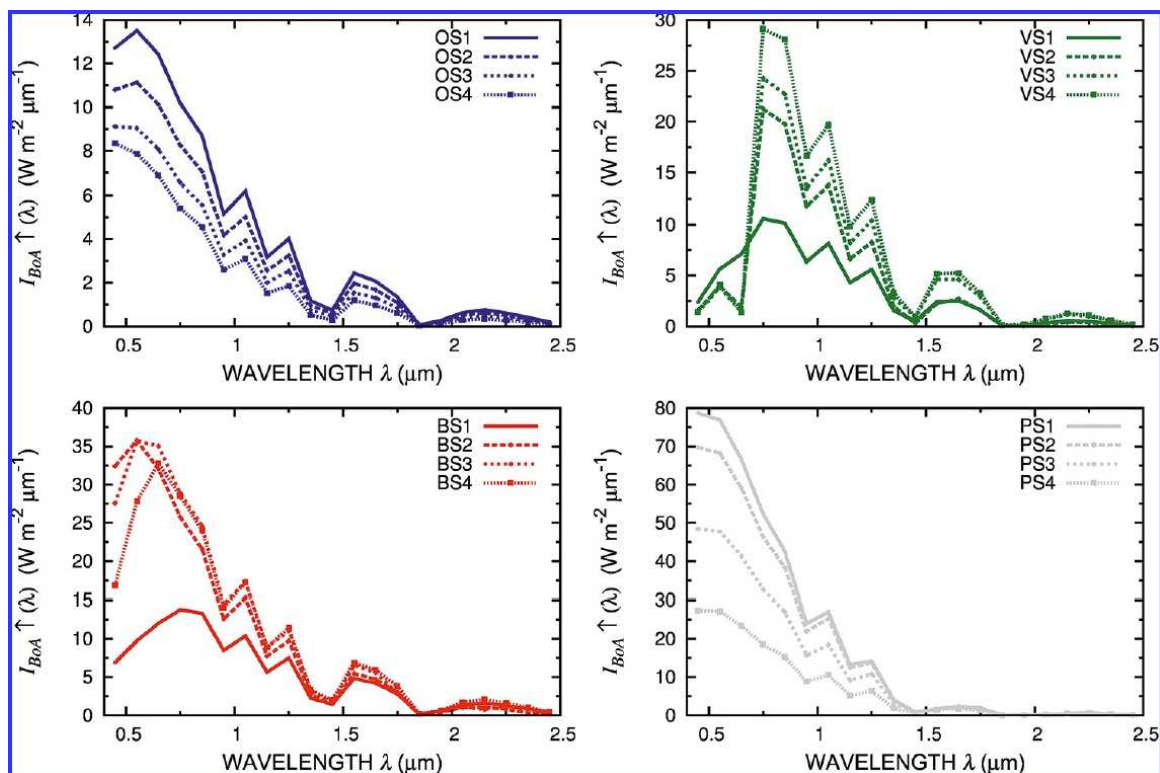 14
12
10
8
6
4
2
0
I_BoA ↑(λ) (W m⁻² μm⁻¹)
OS1
OS2
OS3
OS4
0.5 1 1.5 2 2.5
WAVELENGTH λ (μm)
30
25
20
15
10
5
0
I_BoA ↑(λ) (W m⁻² μm⁻¹)
VS1
VS2
VS3
VS4
0.5 1 1.5 2 2.5
WAVELENGTH λ (μm)
40
35
30
25
20
15
10
5
0
I_BoA ↑(λ) (W m⁻² μm⁻¹)
BS1
BS2
BS3
BS4
0.5 1 1.5 2 2.5
WAVELENGTH λ (μm)
80
70
60
50
40
30
20
10
0
I_BoA ↑(λ) (W m⁻² μm⁻¹)
PS1
PS2
PS3
PS4
0.5 1 1.5 2 2.5
WAVELENGTH λ (μm)